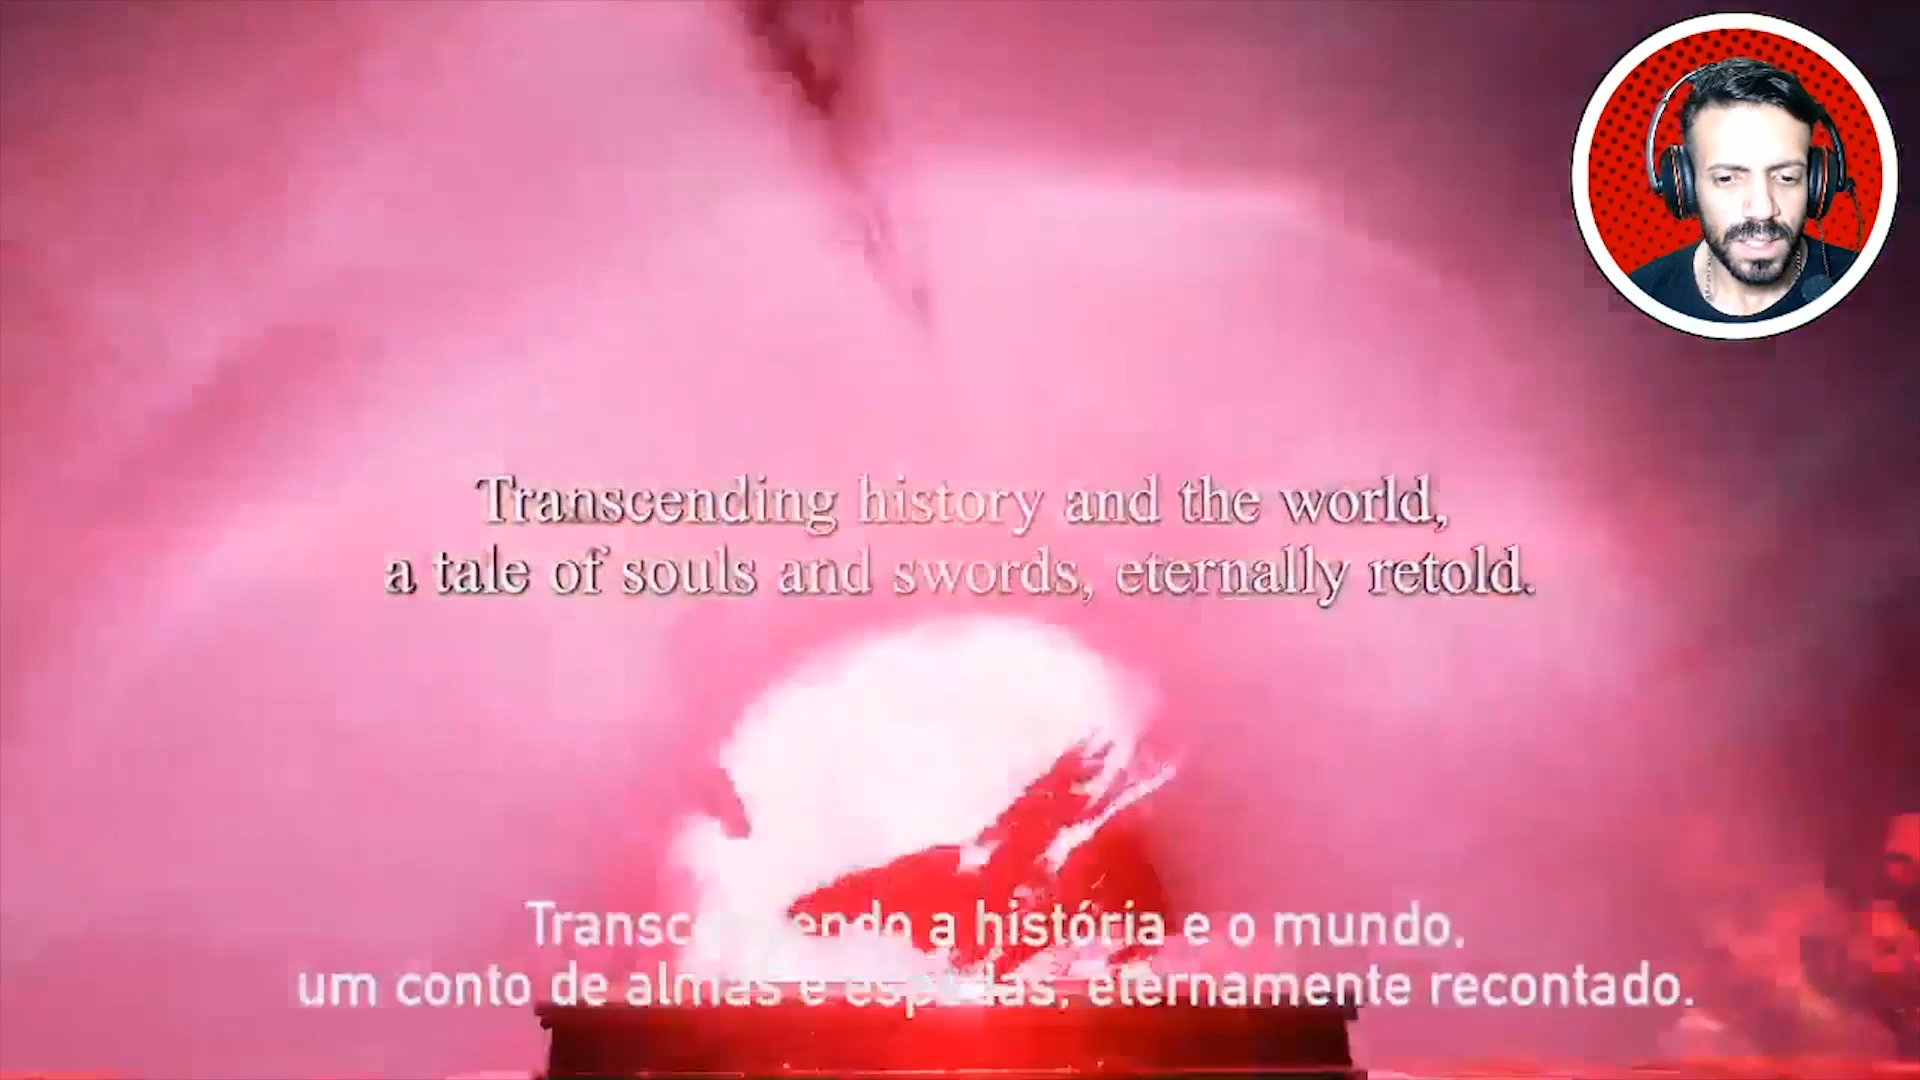 Transcending history and the world,
a tale of souls and swords, eternally retold.
a história e o mundo.
um conto de almas e espadas, eternamente recontado.